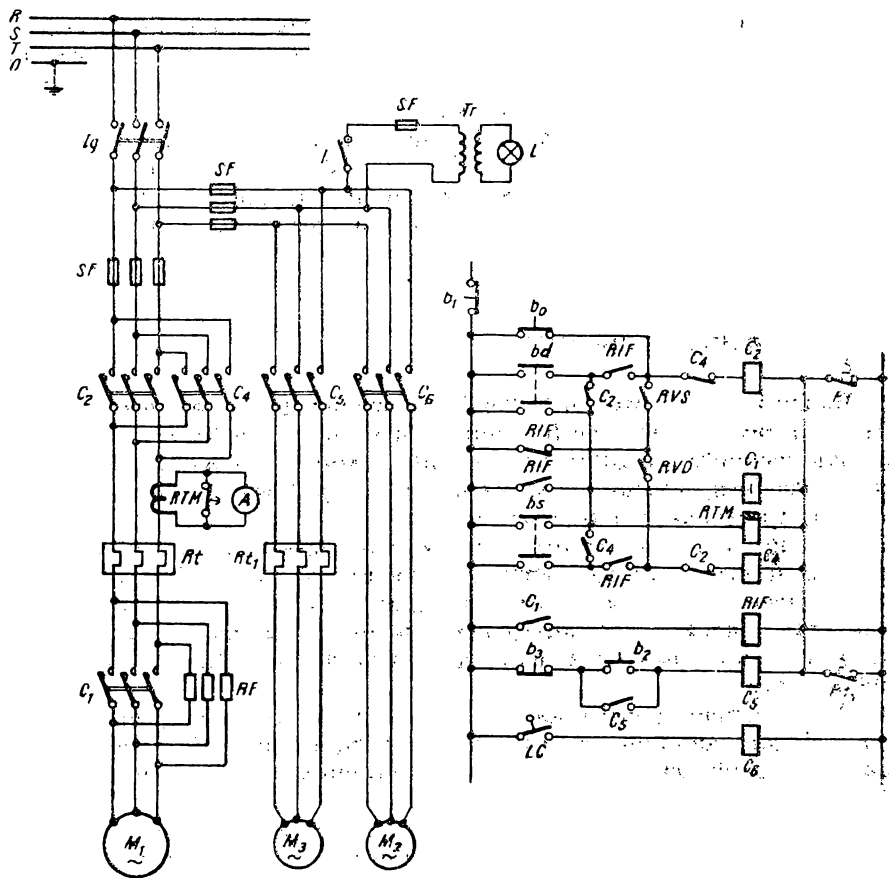 R
S
T
0
Ig
SF
SF
SF
I
Tr
L
C2
C4
C5
C6
RTM
A
Rt
Rt1
C1
RF
M1
~
M3
~
M2
~
b1
b0
bd
RIF
C4
C2
C2
RVS
RIF
RVD
RIF
C1
bs
RTM
C4
RIF
C2
C4
C1
RIF
b3
b2
C5
C5
LC
C6